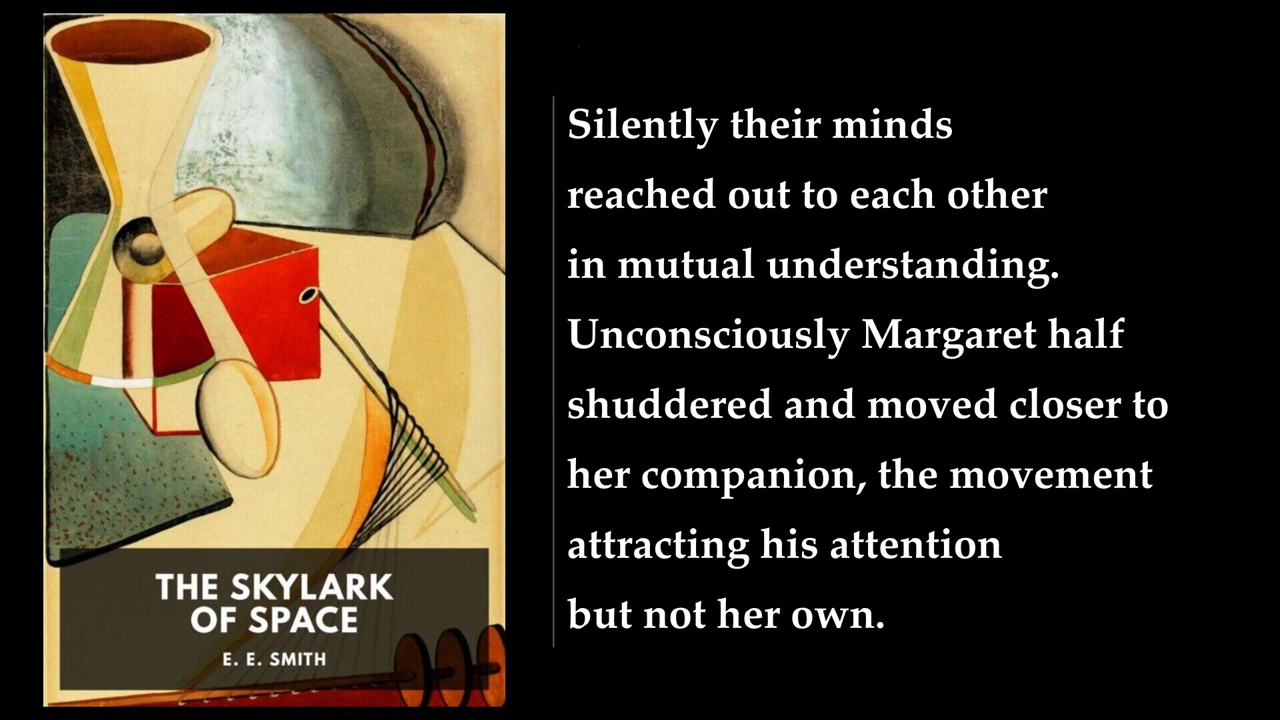 THE SKYLARK
OF SPACE
E. E. SMITH
Silently their minds
reached out to each other
in mutual understanding.
Unconsciously Margaret half
shuddered and moved closer to
her companion, the movement
attracting his attention
but not her own.